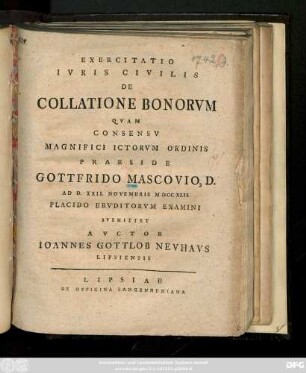 EXERCITATIO
IVRIS CIVILIS
DE
COLLATIONE BONORVM
QVAM
CONSENSV
MAGNIFICI ICTORVM ORDINIS
PRAESIDE
GOTTFRIDO MASCOVIO, D.
AD D. XXII. NOVEMBRIS MDCCXLII
PLACIDO ERVDITORVM EXAMINI
SVBMITTET
AVCTOR
IOANNES GOTTLOB NEVHAVS
LIPSIENSIS
LIPSIAE
EX OFFICINA LANGENHEMIANA